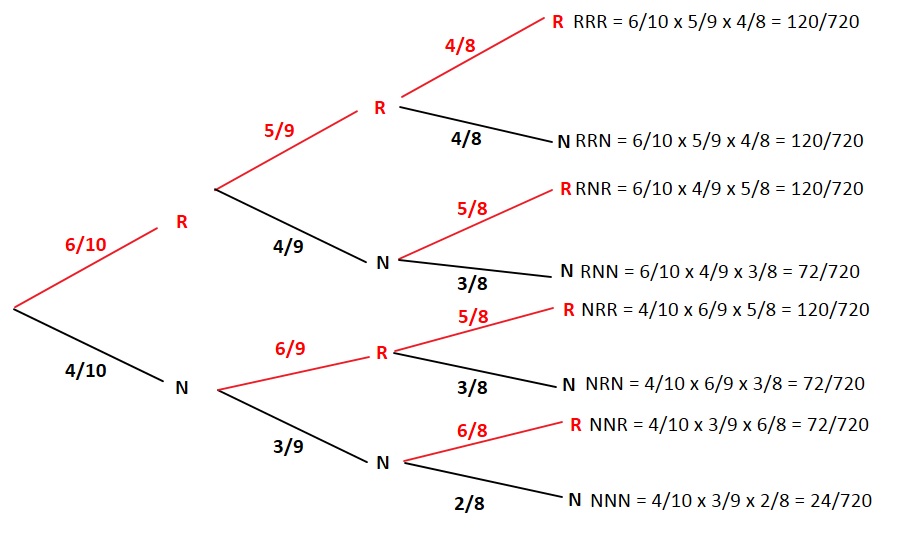 R RRR = 6/10 x 5/9 x 4/8 = 120/720
4/8
R
5/9
4/8
N RRN = 6/10 x 5/9 x 4/8 = 120/720
R RNR = 6/10 x 4/9 x 5/8 = 120/720
5/8
R
6/10
4/9
N
3/8
N RNN = 6/10 x 4/9 x 3/8 = 72/720
R NRR = 4/10 x 6/9 x 5/8 = 120/720
5/8
6/9
R
4/10
N
3/8
N NRN = 4/10 x 6/9 x 3/8 = 72/720
R NNR = 4/10 x 3/9 x 6/8 = 72/720
6/8
3/9
N
2/8
N NNN = 4/10 x 3/9 x 2/8 = 24/720